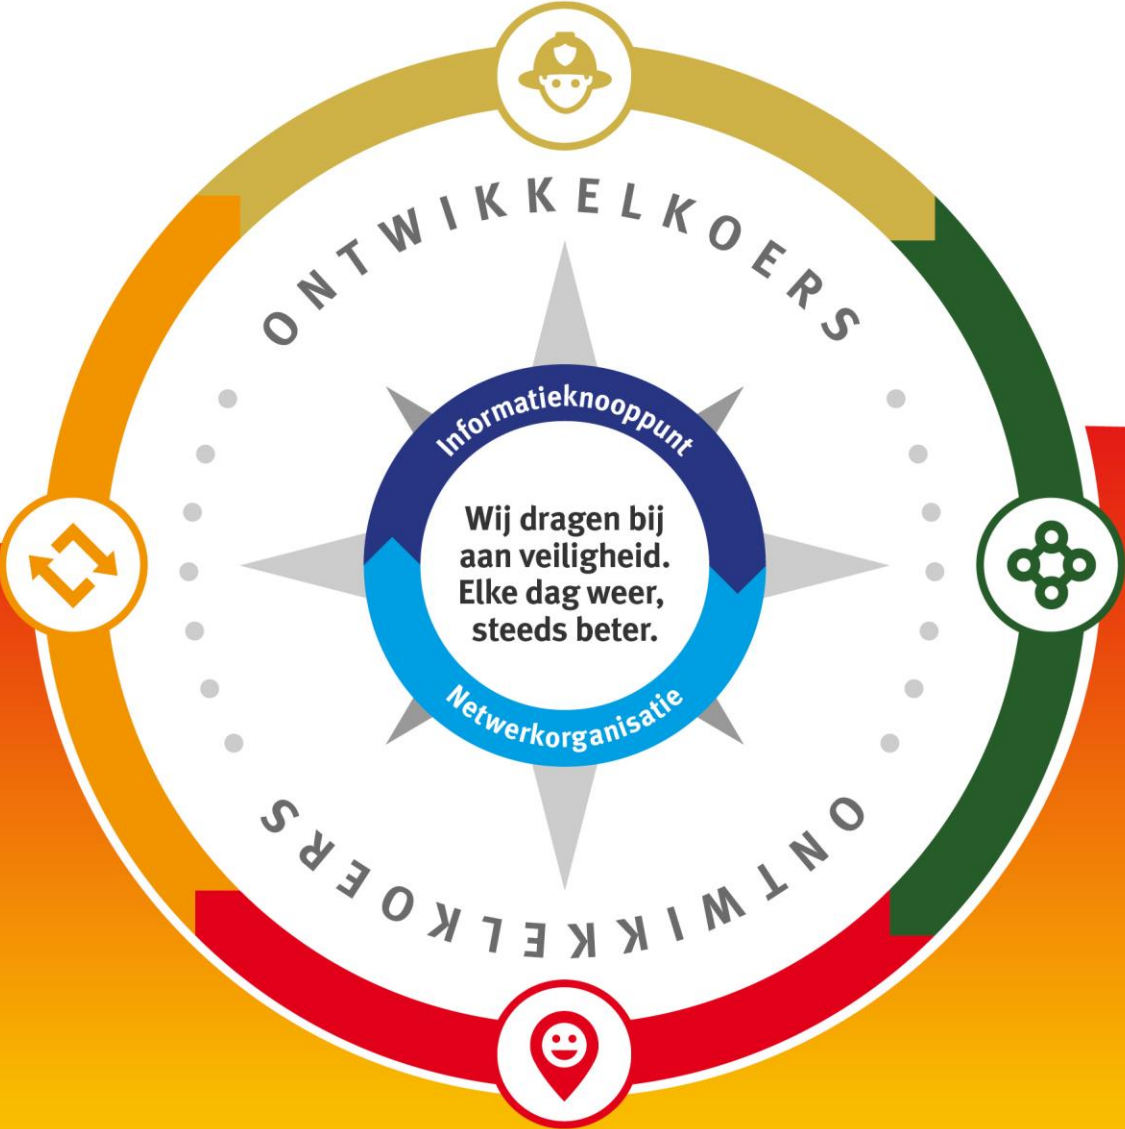 ONTWIKKELKOERS
Informatieknooppunt
Wij dragen bij
aan veiligheid.
Elke dag weer,
steeds beter.
Netwerkorganisatie
ONTWIKKELKOERS